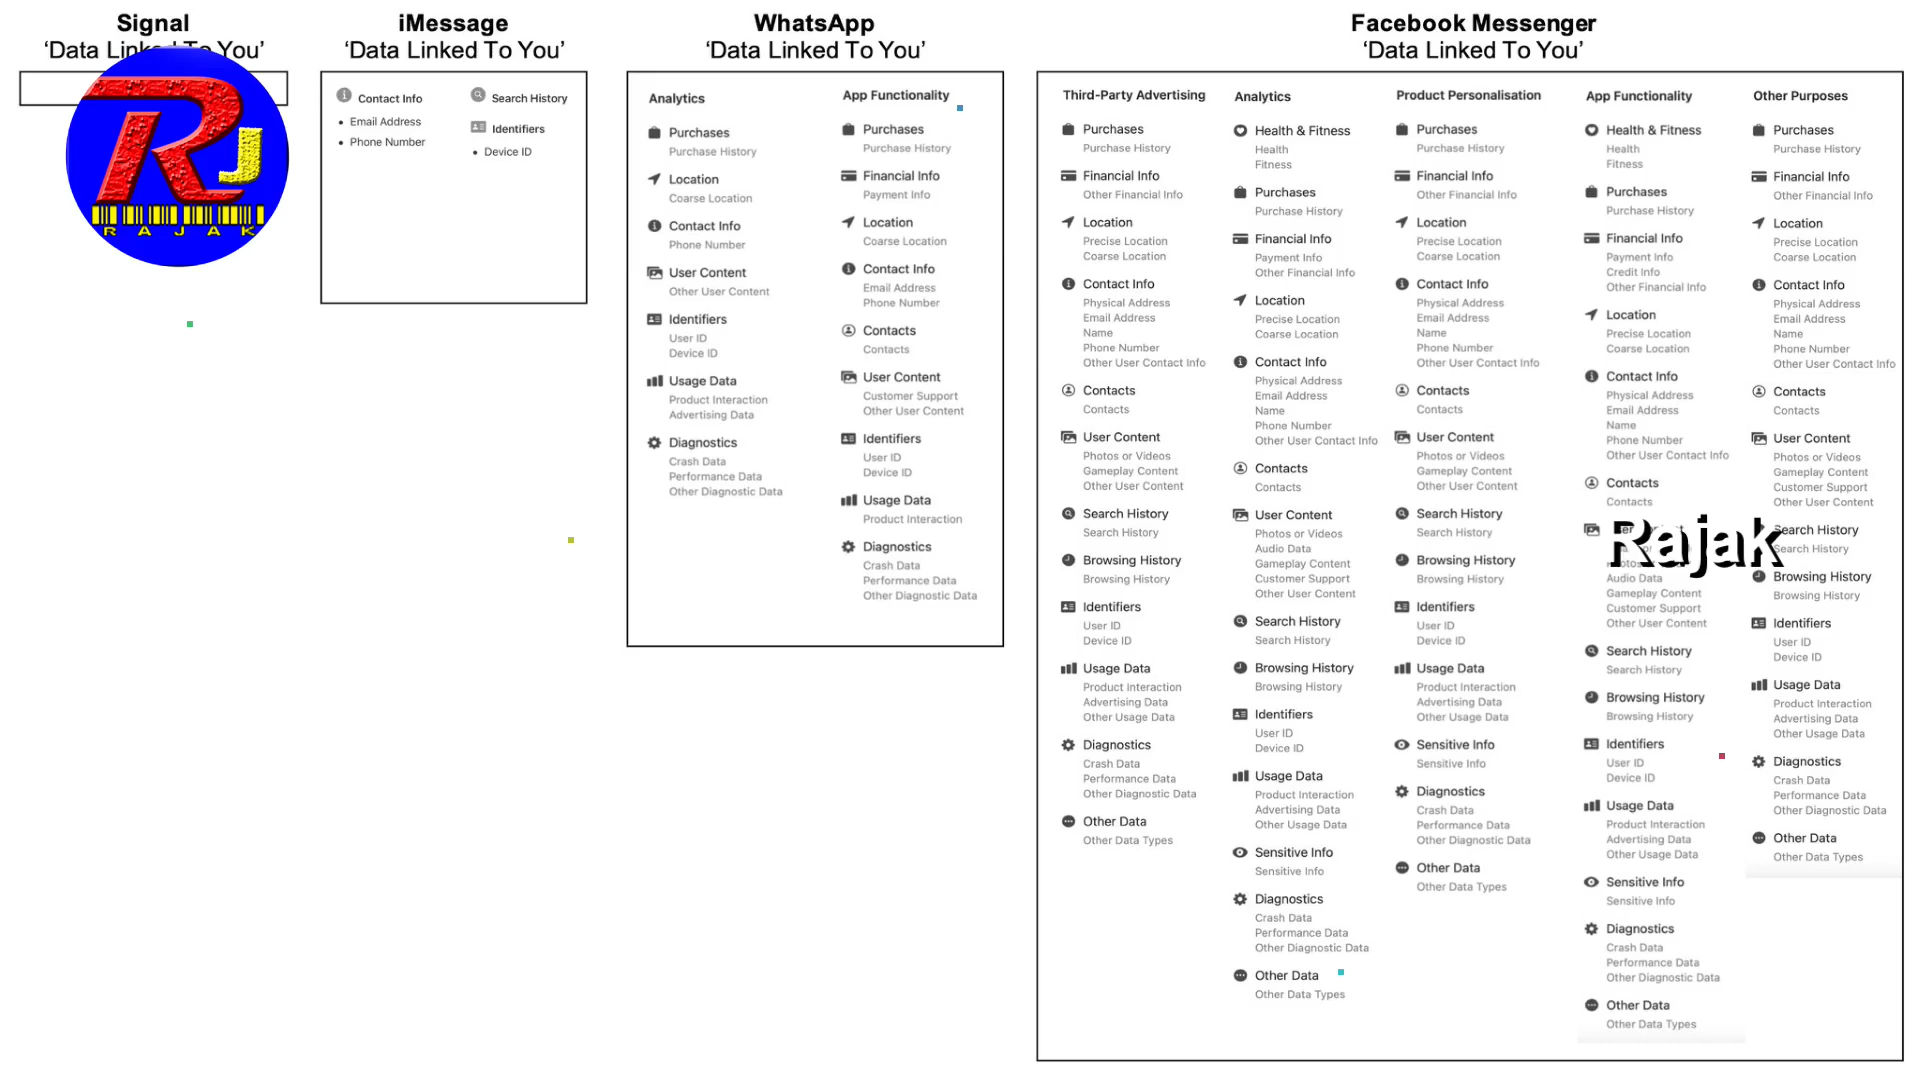 Signal
‘Data Linked To You’
RJ
RAJAK
iMessage
‘Data Linked To You’
Contact Info
Email Address
Phone Number
Search History
Identifiers
Device ID
WhatsApp
‘Data Linked To You’
Analytics
Purchases
Purchase History
Location
Coarse Location
Contact Info
Phone Number
User Content
Other User Content
Identifiers
User ID
Device ID
Usage Data
Product Interaction
Advertising Data
Diagnostics
Crash Data
Performance Data
Other Diagnostic Data
App Functionality
Purchases
Purchase History
Financial Info
Payment Info
Location
Coarse Location
Contact Info
Email Address
Phone Number
Contacts
Contacts
User Content
Customer Support
Other User Content
Identifiers
User ID
Device ID
Usage Data
Product Interaction
Diagnostics
Crash Data
Performance Data
Other Diagnostic Data
Facebook Messenger
‘Data Linked To You’
Third-Party Advertising
Purchases
Purchase History
Financial Info
Other Financial Info
Location
Precise Location
Coarse Location
Contact Info
Physical Address
Email Address
Name
Phone Number
Other User Contact Info
Contacts
Contacts
User Content
Photos or Videos
Gameplay Content
Other User Content
Search History
Search History
Browsing History
Browsing History
Identifiers
User ID
Device ID
Usage Data
Product Interaction
Advertising Data
Other Usage Data
Diagnostics
Crash Data
Performance Data
Other Diagnostic Data
Other Data
Other Data Types
Analytics
Health & Fitness
Health
Fitness
Purchases
Purchase History
Financial Info
Payment Info
Other Financial Info
Location
Precise Location
Coarse Location
Contact Info
Physical Address
Email Address
Name
Phone Number
Other User Contact Info
Contacts
Contacts
User Content
Photos or Videos
Audio Data
Gameplay Content
Customer Support
Other User Content
Search History
Search History
Browsing History
Browsing History
Identifiers
User ID
Device ID
Usage Data
Product Interaction
Advertising Data
Other Usage Data
Sensitive Info
Sensitive Info
Diagnostics
Crash Data
Performance Data
Other Diagnostic Data
Other Data
Other Data Types
Product Personalisation
Purchases
Purchase History
Financial Info
Other Financial Info
Location
Precise Location
Coarse Location
Contact Info
Physical Address
Email Address
Name
Phone Number
Other User Contact Info
Contacts
Contacts
User Content
Photos or Videos
Gameplay Content
Other User Content
Search History
Search History
Browsing History
Browsing History
Identifiers
User ID
Device ID
Usage Data
Product Interaction
Advertising Data
Other Usage Data
Sensitive Info
Sensitive Info
Diagnostics
Crash Data
Performance Data
Other Diagnostic Data
Other Data
Other Data Types
App Functionality
Health & Fitness
Health
Fitness
Purchases
Purchase History
Financial Info
Payment Info
Credit Info
Other Financial Info
Location
Precise Location
Coarse Location
Contact Info
Physical Address
Email Address
Name
Phone Number
Other User Contact Info
Contacts
Contacts
Rajak
Audio Data
Gameplay Content
Customer Support
Other User Content
Search History
Search History
Browsing History
Browsing History
Identifiers
User ID
Device ID
Usage Data
Product Interaction
Advertising Data
Other Usage Data
Sensitive Info
Sensitive Info
Diagnostics
Crash Data
Performance Data
Other Diagnostic Data
Other Data
Other Data Types
Other Purposes
Purchases
Purchase History
Financial Info
Other Financial Info
Location
Precise Location
Coarse Location
Contact Info
Physical Address
Email Address
Name
Phone Number
Other User Contact Info
Contacts
Contacts
User Content
Photos or Videos
Gameplay Content
Customer Support
Other User Content
Search History
Search History
Browsing History
Browsing History
Identifiers
User ID
Device ID
Usage Data
Product Interaction
Advertising Data
Other Usage Data
Diagnostics
Crash Data
Performance Data
Other Diagnostic Data
Other Data
Other Data Types